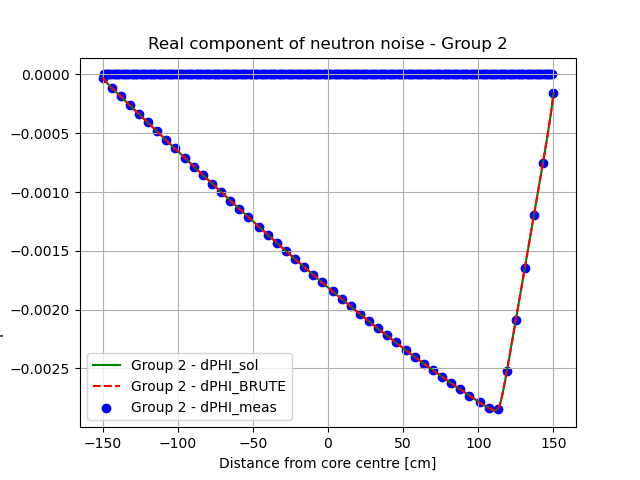 Real component of neutron noise - Group 2
0.0000
−0.0005
−0.0010
−0.0015
−0.0020
−0.0025
Group 2 - dPHI_sol
Group 2 - dPHI_BRUTE
Group 2 - dPHI_meas
−150
−100
−50
0
50
100
150
Distance from core centre [cm]